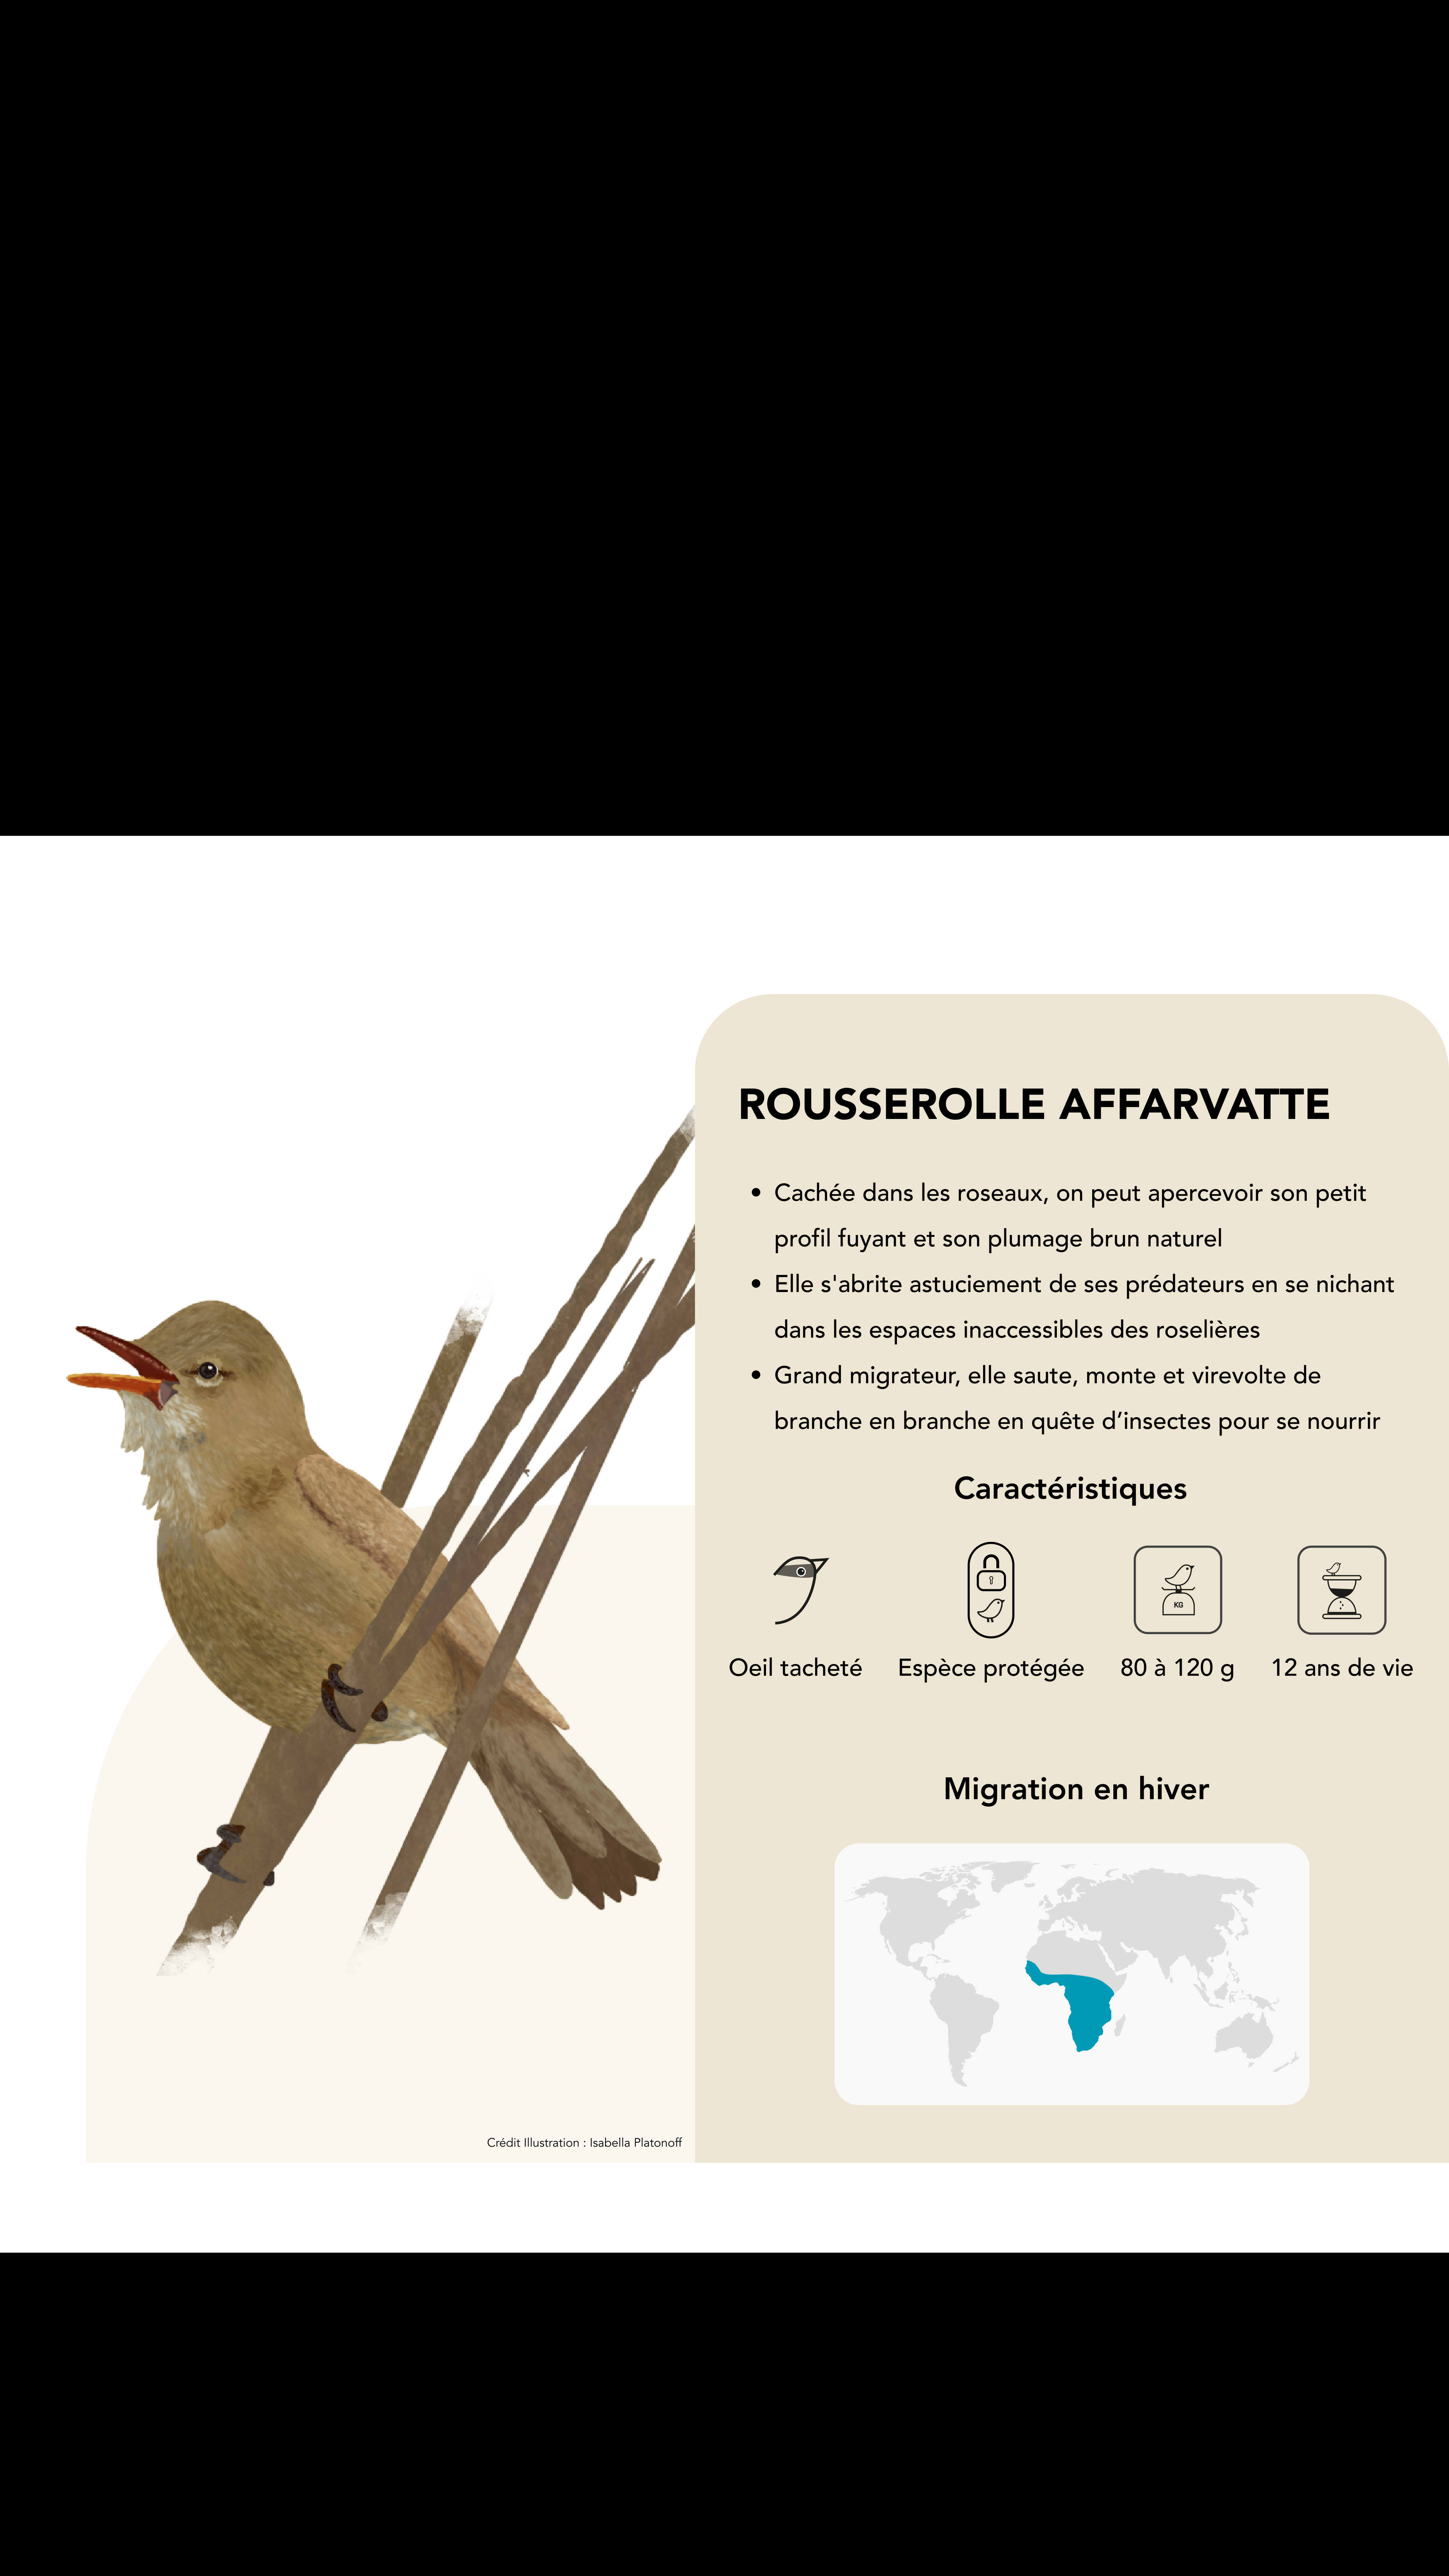 ROUSSEROLLE AFFARVATTE
• Cachée dans les roseaux, on peut apercevoir son petit
profil fuyant et son plumage brun naturel
• Elle s'abrite astuciement de ses prédateurs en se nichant
dans les espaces inaccessibles des roselières
• Grand migrateur, elle saute, monte et virevolte de
branche en branche en quête d’insectes pour se nourrir
Caractéristiques
KG
Oeil tacheté Espèce protégée 80 à 120 g 12 ans de vie
Migration en hiver
Crédit Illustration : Isabella Platonoff